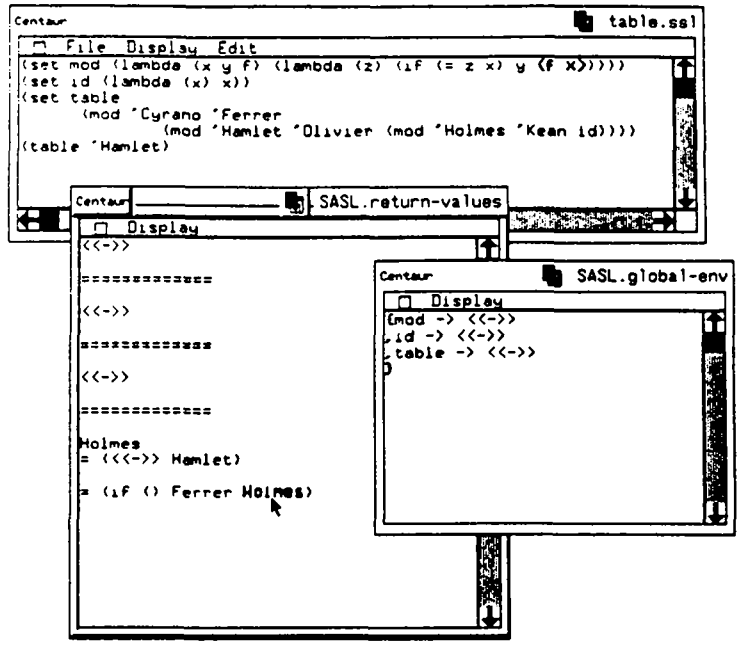 Centaur table.ssl
File Display Edit
(set mod (lambda (x y f) (lambda (z) (if (= z x) y (f x)))))
(set id (lambda (x) x))
(set table
(mod 'Cyrano 'Ferrer
(mod 'Hamlet 'Olivier (mod 'Holmes 'Kean id))))
(table 'Hamlet)
Centaur SASL.return-values
Display
<<->>
=============
<<->>
=============
<<->>
=============
Holmes
= (<<->> Hamlet)
= (if () Ferrer Holmes)
Centaur SASL.global-env
Display
{mod -> <<->>
,id -> <<->>
,table -> <<->>
}